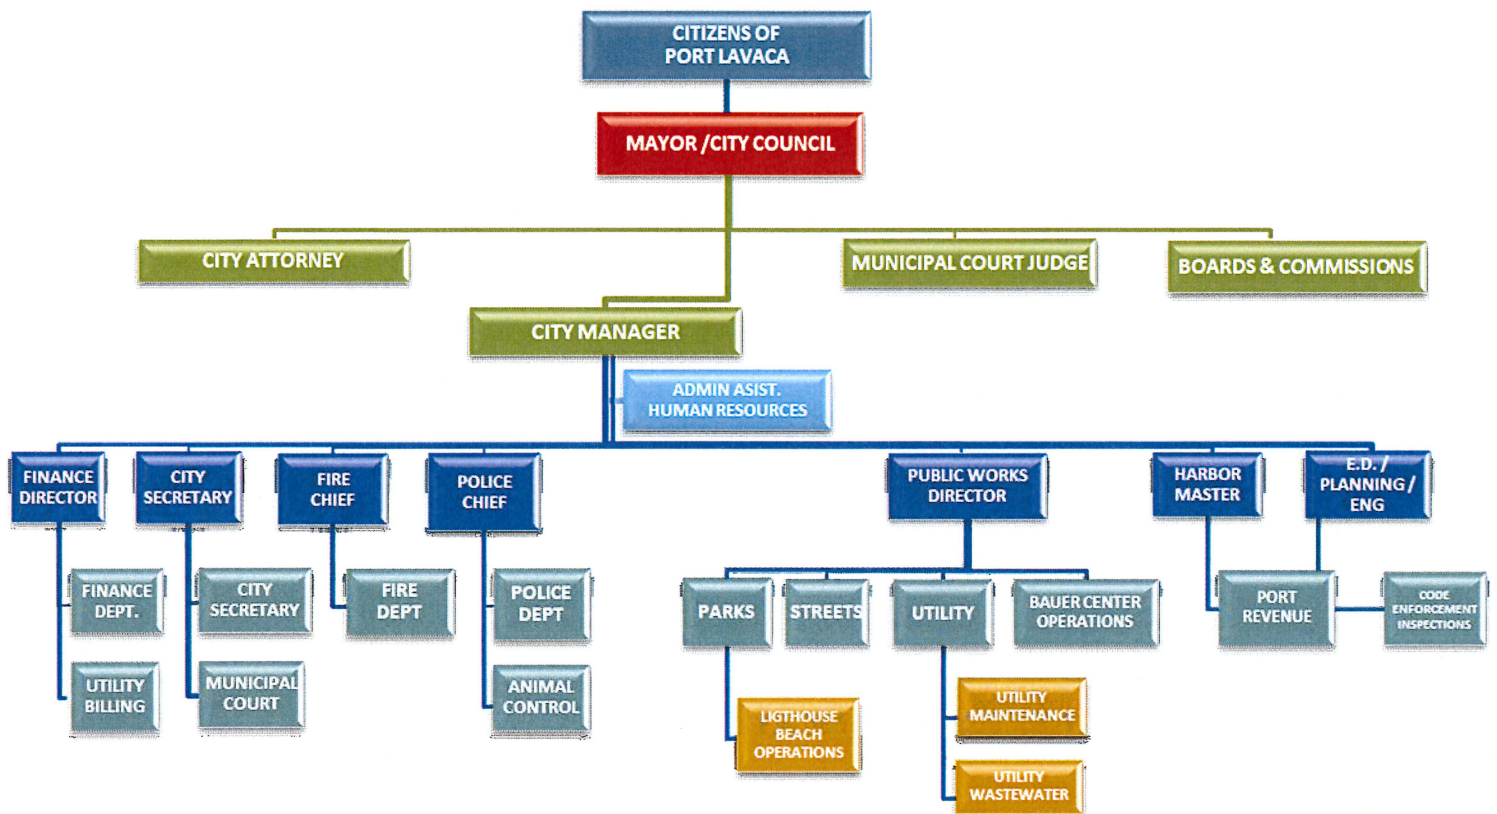 CITIZENS OF
PORT LAVACA
MAYOR /CITY COUNCIL
CITY ATTORNEY
MUNICIPAL COURT JUDGE
BOARDS & COMMISSIONS
CITY MANAGER
ADMIN ASIST.
HUMAN RESOURCES
FINANCE
DIRECTOR
CITY
SECRETARY
FIRE
CHIEF
POLICE
CHIEF
PUBLIC WORKS
DIRECTOR
HARBOR
MASTER
E.D. /
PLANNING /
ENG
FINANCE
DEPT.
CITY
SECRETARY
FIRE
DEPT
POLICE
DEPT
PARKS
STREETS
UTILITY
BAUER CENTER
OPERATIONS
PORT
REVENUE
CODE
ENFORCEMENT
INSPECTIONS
UTILITY
BILLING
MUNICIPAL
COURT
ANIMAL
CONTROL
LIGTHOUSE
BEACH
OPERATIONS
UTILITY
MAINTENANCE
UTILITY
WASTEWATER